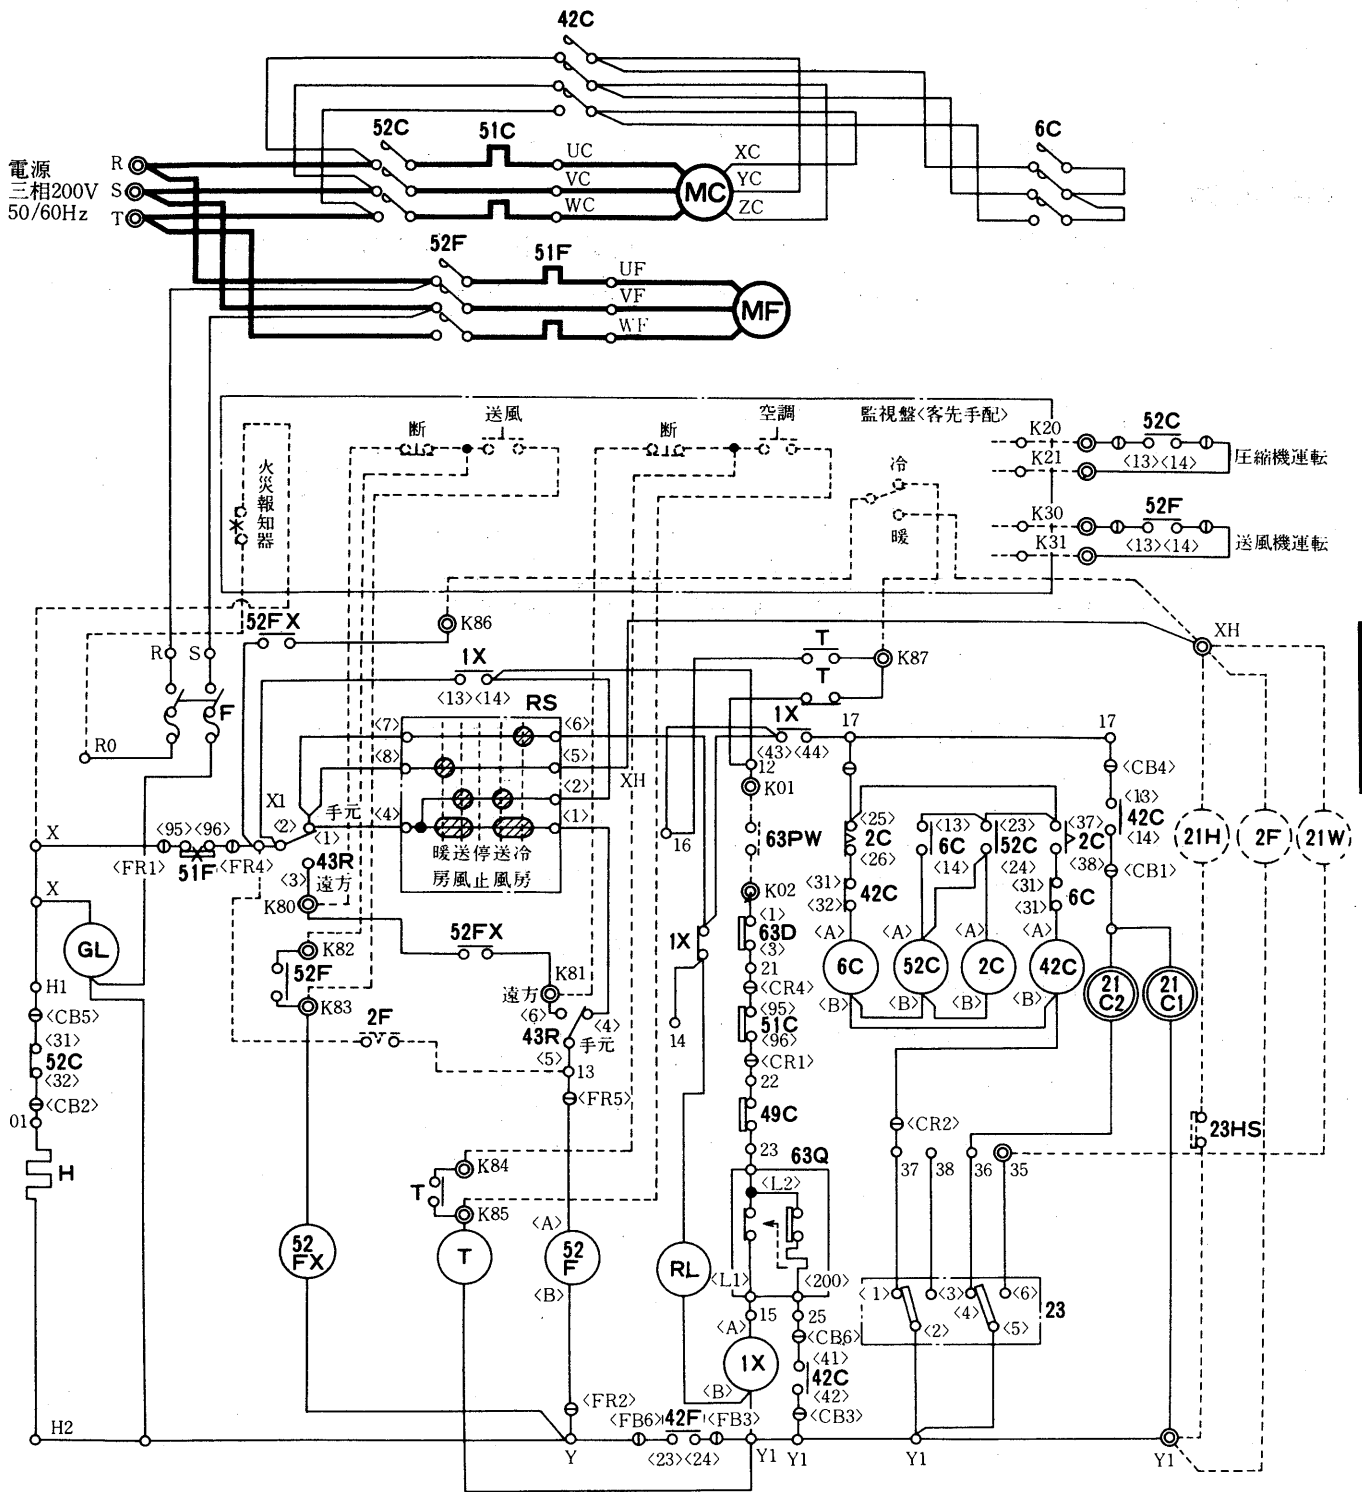 42C
52C
51C
6C
電源
三相200V
50/60Hz
R
S
T
UC
VC
WC
MC
XC
YC
ZC
52F
51F
UF
VF
WF
MF
断
送風
断
空調
監視盤<客先手配>
K20
K21
52C
<13><14>
圧縮機運転
火災報知器
冷
暖
K30
K31
52F
<13><14>
送風機運転
52FX
K86
T
T
K87
XH
R
S
F
R0
1X
<13><14>
RS
<7>
<8>
<4>
<6>
<5>
<2>
<1>
XH
暖送停送冷
房風止風房
1X
<43><44>
17
17
12
K01
63PW
K02
16
<CB4>
<13>
42C
<14>
<CB1>
21H
2F
21W
X
<95><96>
<FR1>
51F
<FR4>
X1
<2>
手元
<1>
43R
<3>
遠方
K80
<25>
2C
<26>
<13>
6C
<14>
<23>
52C
<24>
<37>
2C
<38>
<31>
<32>
42C
<31>
6C
<31>
X
GL
K82
52F
K83
52FX
K81
遠方
<6>
<4>
43R
手元
<5>
13
<FR5>
2F
1X
14
<1>
63D
<3>
21
<CR4>
<95>
51C
<96>
<CR1>
22
49C
23
<A>
<A>
<A>
<A>
6C
52C
2C
42C
<B>
<B>
<B>
<B>
21
C2
21
C1
H1
<CB5>
<31>
52C
<32>
<CB2>
01
H
<CR2>
37
38
36
35
23HS
K84
T
K85
63Q
<L2>
52
FX
T
<A>
52
F
<B>
RL
<L1>
<200>
15
25
<A>
1X
<B>
<CB6>
<41>
42C
<42>
<CB3>
<1>
<3>
<4>
<6>
<2>
<5>
23
<FR2>
<FB6>
42F
<FB3>
<23><24>
H2
Y
Y1
Y1
Y1
Y1